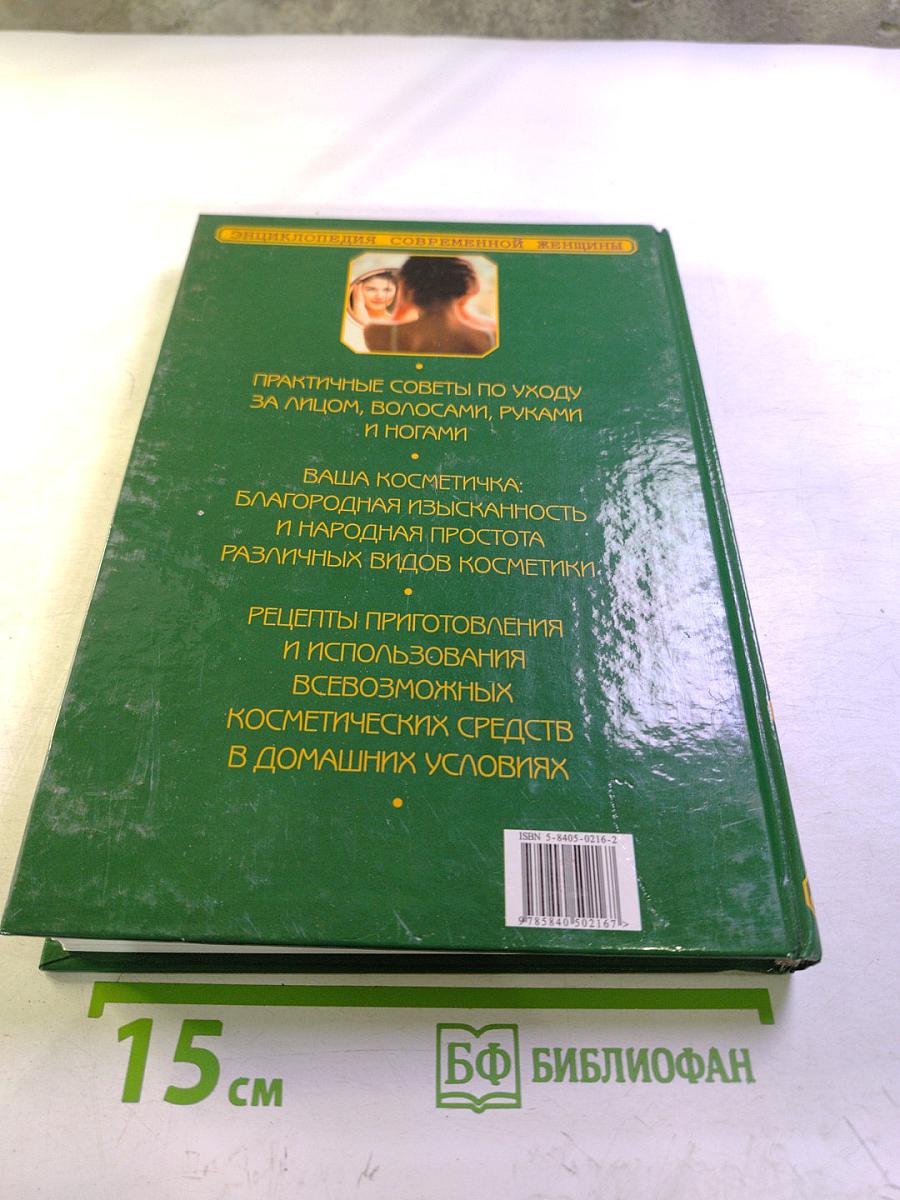 ЭНЦИКЛОПЕДИЯ СОВРЕМЕННОЙ ЖЕНЩИНЫ
ПРАКТИЧНЫЕ СОВЕТЫ ПО УХОДУ
ЗА ЛИЦОМ, ВОЛОСАМИ, РУКАМИ
И НОГАМИ
ВАША КОСМЕТИЧКА:
БЛАГОРОДНАЯ ИЗЫСКАННОСТЬ
И НАРОДНАЯ ПРОСТОТА
РАЗЛИЧНЫХ ВИДОВ КОСМЕТИКИ
РЕЦЕПТЫ ПРИГОТОВЛЕНИЯ
И ИСПОЛЬЗОВАНИЯ
ВСЕВОЗМОЖНЫХ
КОСМЕТИЧЕСКИХ СРЕДСТВ
В ДОМАШНИХ УСЛОВИЯХ
ISBN 5-8405-0216-2
9785840502167>
15 СМ
БФ БИБЛИОФАН